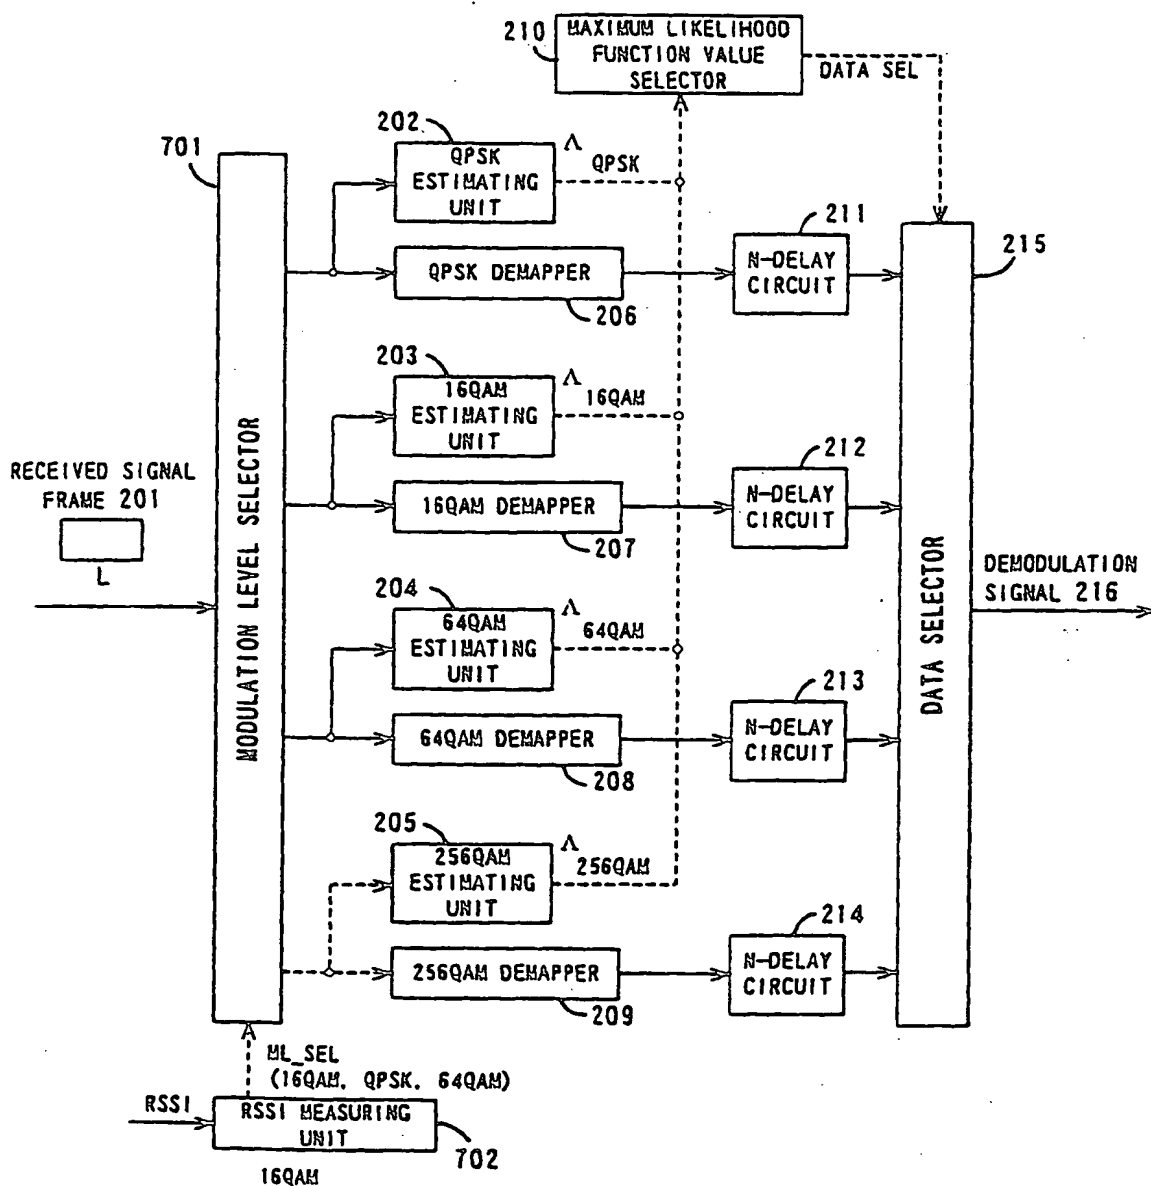 210
MAXIMUM LIKELIHOOD
FUNCTION VALUE
SELECTOR
DATA SEL
701
202
QPSK
ESTIMATING
UNIT
Λ QPSK
QPSK DEMAPPER
206
211
N-DELAY
CIRCUIT
215
203
16QAM
ESTIMATING
UNIT
Λ 16QAM
16QAM DEMAPPER
207
212
N-DELAY
CIRCUIT
RECEIVED SIGNAL
FRAME 201
L
MODULATION LEVEL SELECTOR
204
64QAM
ESTIMATING
UNIT
Λ 64QAM
64QAM DEMAPPER
208
213
N-DELAY
CIRCUIT
DATA SELECTOR
DEMODULATION
SIGNAL 216
205
256QAM
ESTIMATING
UNIT
Λ 256QAM
256QAM DEMAPPER
209
214
N-DELAY
CIRCUIT
ML_SEL
(16QAM, QPSK, 64QAM)
RSSI
RSSI MEASURING
UNIT
702
16QAM